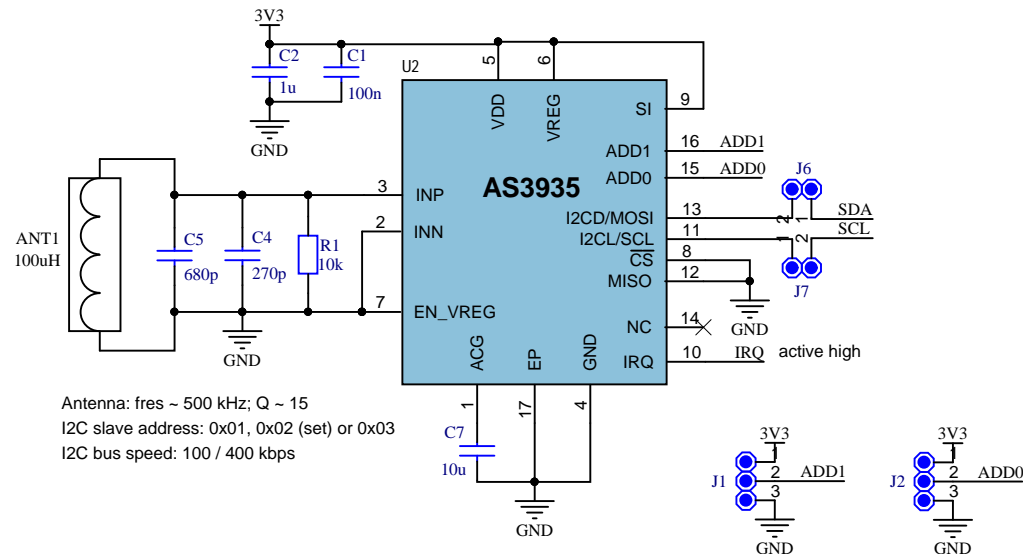 3V3
C2
1u
C1
100n
GND
U2
5
6
VDD
VREG
SI
9
ADD1
16
ADD1
ADD0
15
ADD0
AS3935
3
INP
2
INN
7
EN_VREG
I2CD/MOSI
13
I2CL/SCL
11
CS
8
MISO
12
NC
14
IRQ
10
IRQ
active high
J6
2
1
SDA
SCL
1
2
J7
GND
ANT1
100uH
C5
680p
C4
270p
R1
10k
GND
ACG
EP
GND
1
17
4
C7
10u
GND
Antenna: fres ~ 500 kHz; Q ~ 15
I2C slave address: 0x01, 0x02 (set) or 0x03
I2C bus speed: 100 / 400 kbps
3V3
1
J1
2
ADD1
3
GND
3V3
1
J2
2
ADD0
3
GND